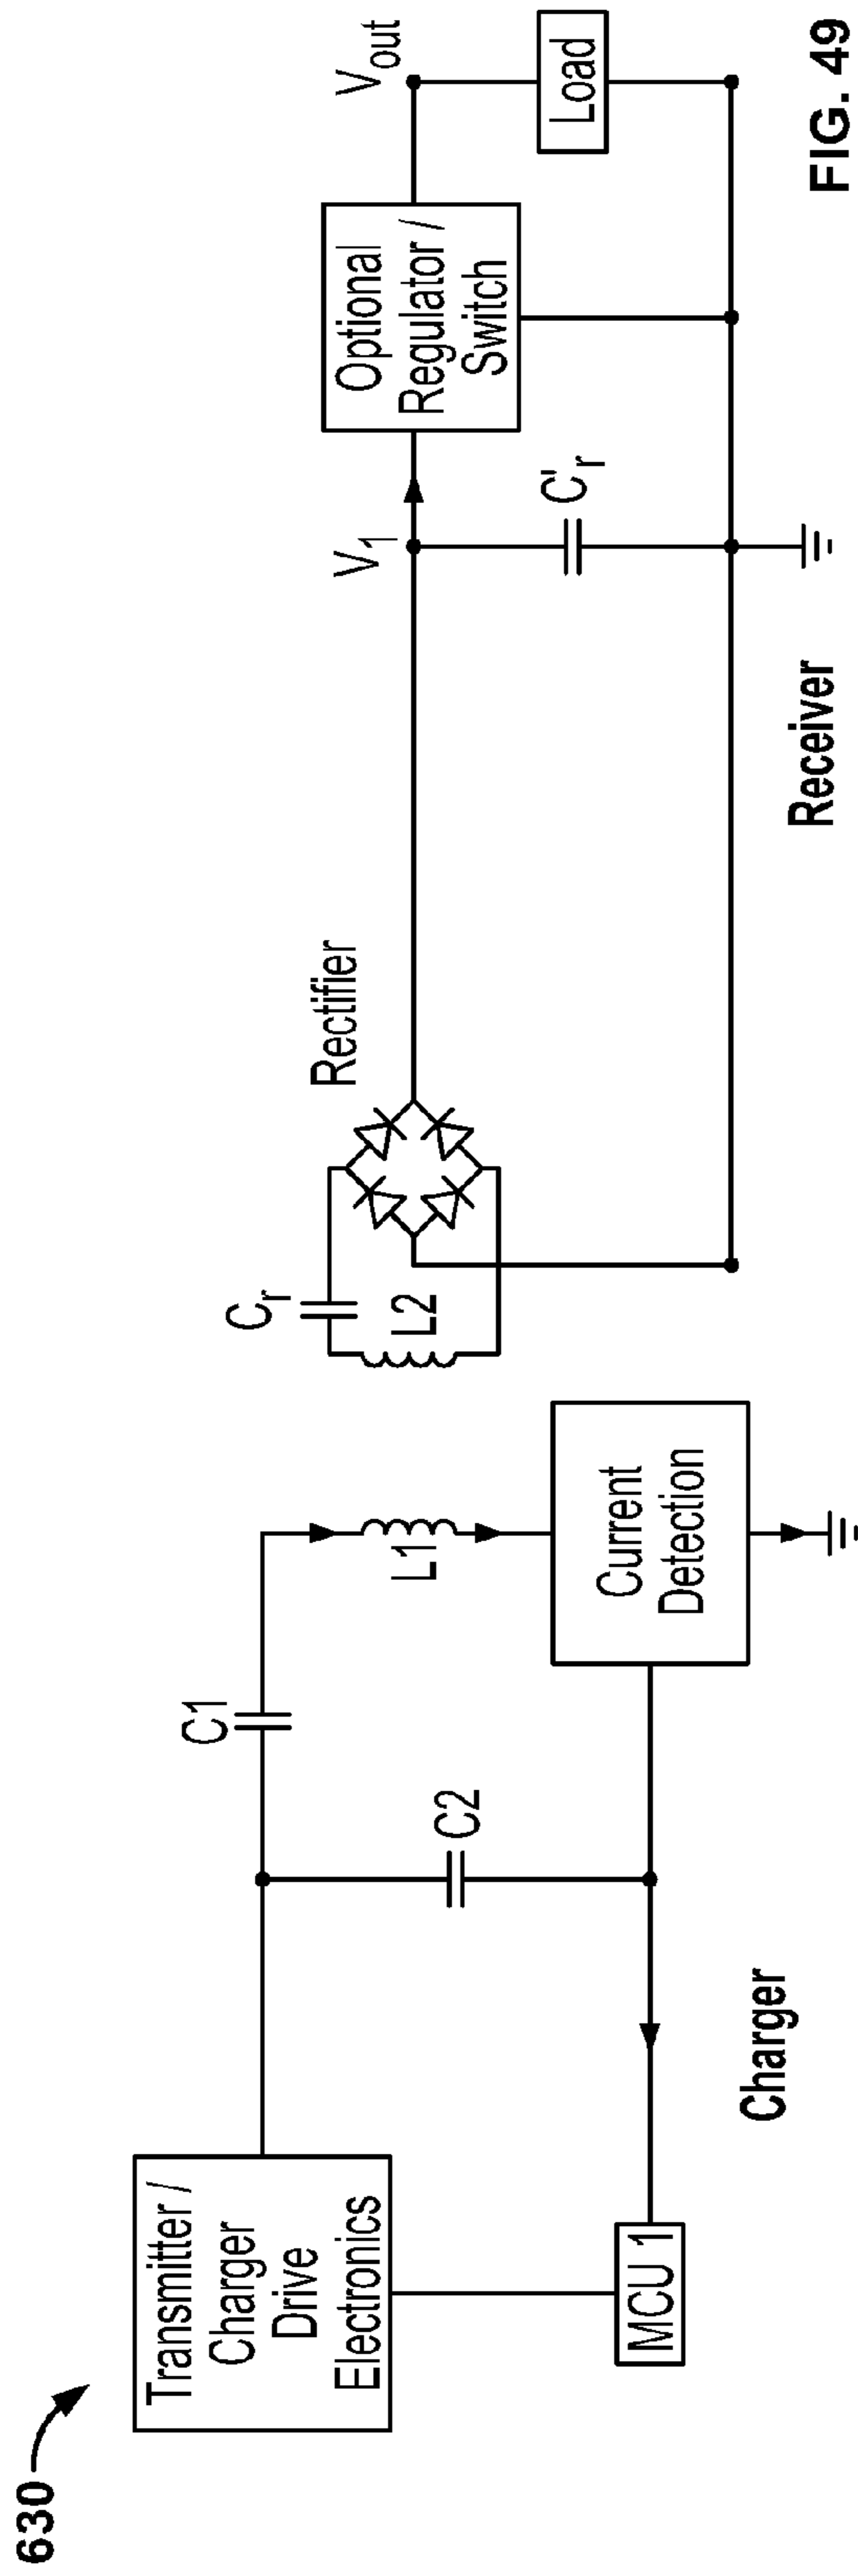 630
Transmitter /
Charger
Drive
Electronics
MCU 1
C2
C1
L1
Current
Detection
Charger
Cr
L2
Rectifier
V1
C'r
Optional
Regulator /
Switch
Vout
Load
Receiver
FIG. 49